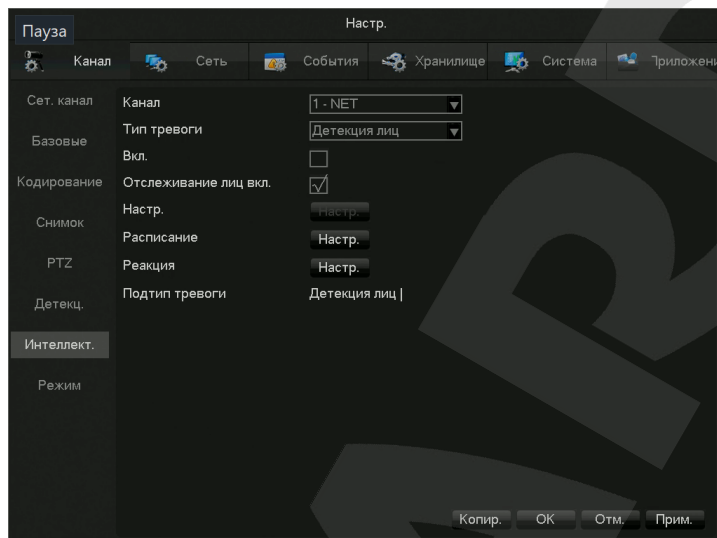 Настр.
Пауза
Канал Сеть События Хранилище Система Приложени
Сет. канал
Базовые
Кодирование
Снимок
PTZ
Детекц.
Интеллект.
Режим
Канал 1 - NET
Тип тревоги Детекция лиц
Вкл.
Отслеживание лиц вкл.
Настр. Настр.
Расписание Настр.
Реакция Настр.
Подтип тревоги Детекция лиц |
Копир. OK Отм. Прим.